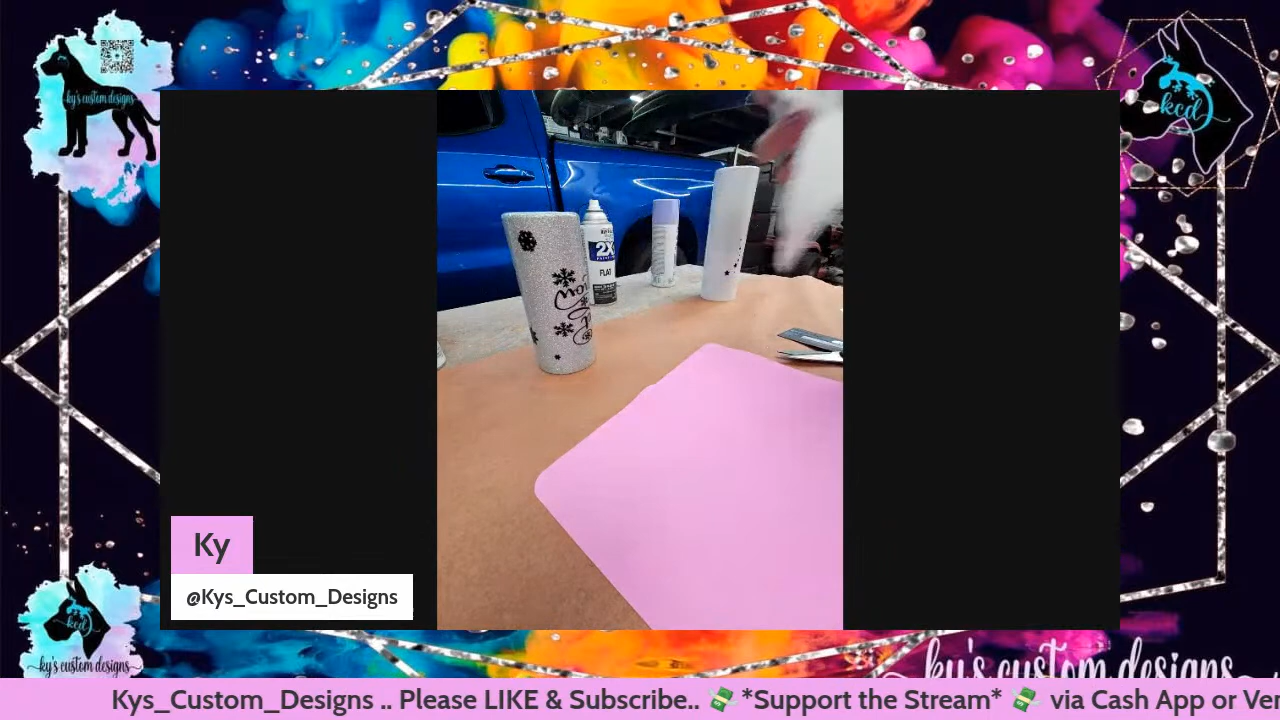 ky's custom designs
kcd
2X
FLAT
Ky
@Kys_Custom_Designs
kcd
ky's custom designs
ky's custom designs
Kys_Custom_Designs .. Please LIKE & Subscribe.. 💸 *Support the Stream* 💸 via Cash App or Ver